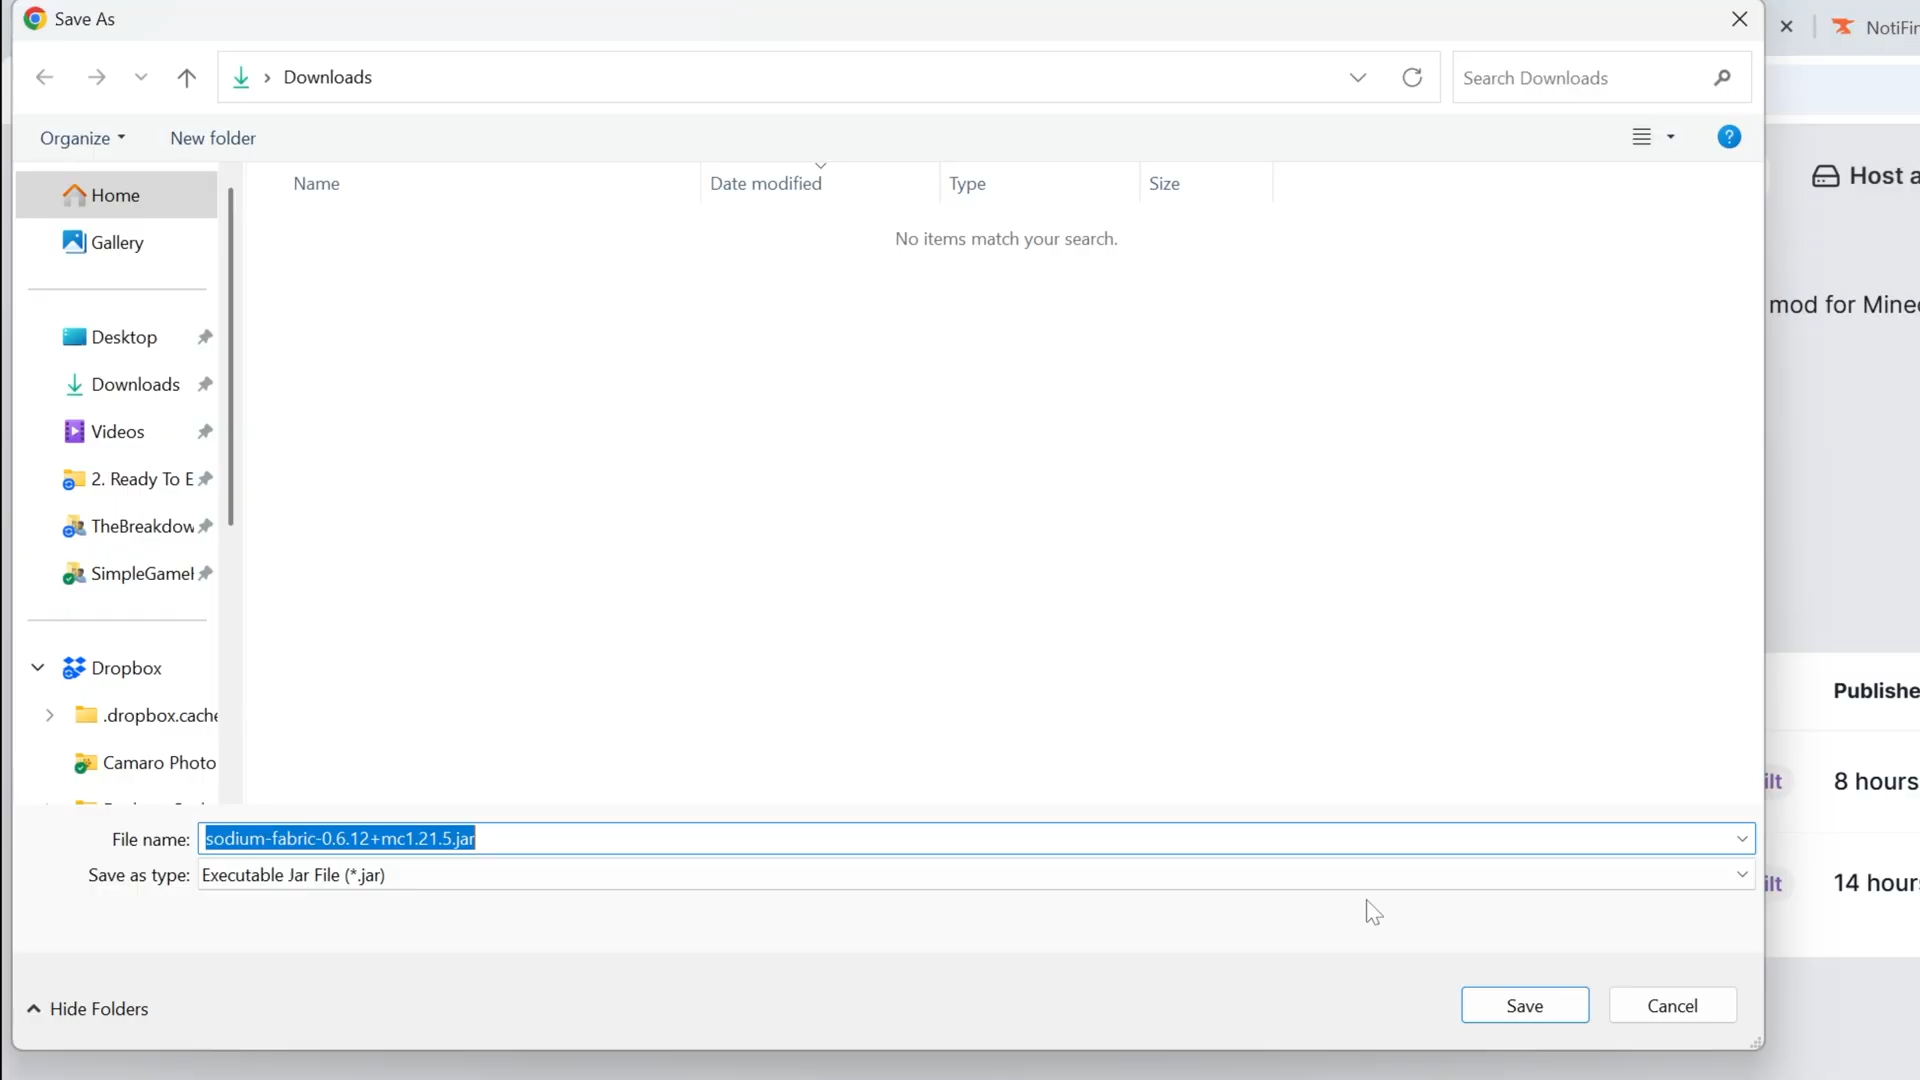 Save As
NotiFin
Downloads
Search Downloads
Organize
New folder
?
Host a
Home
Name
Date modified
Type
Size
No items match your search.
Gallery
mod for Mine
Desktop
Downloads
Videos
2. Ready To E
TheBreakdow
SimpleGame
Dropbox
.dropbox.cache
Camaro Photo
Publishe
ilt
8 hours
File name:
sodium-fabric-0.6.12+mc1.21.5.jar
Save as type:
Executable Jar File (*.jar)
ilt
14 hours
Hide Folders
Save
Cancel